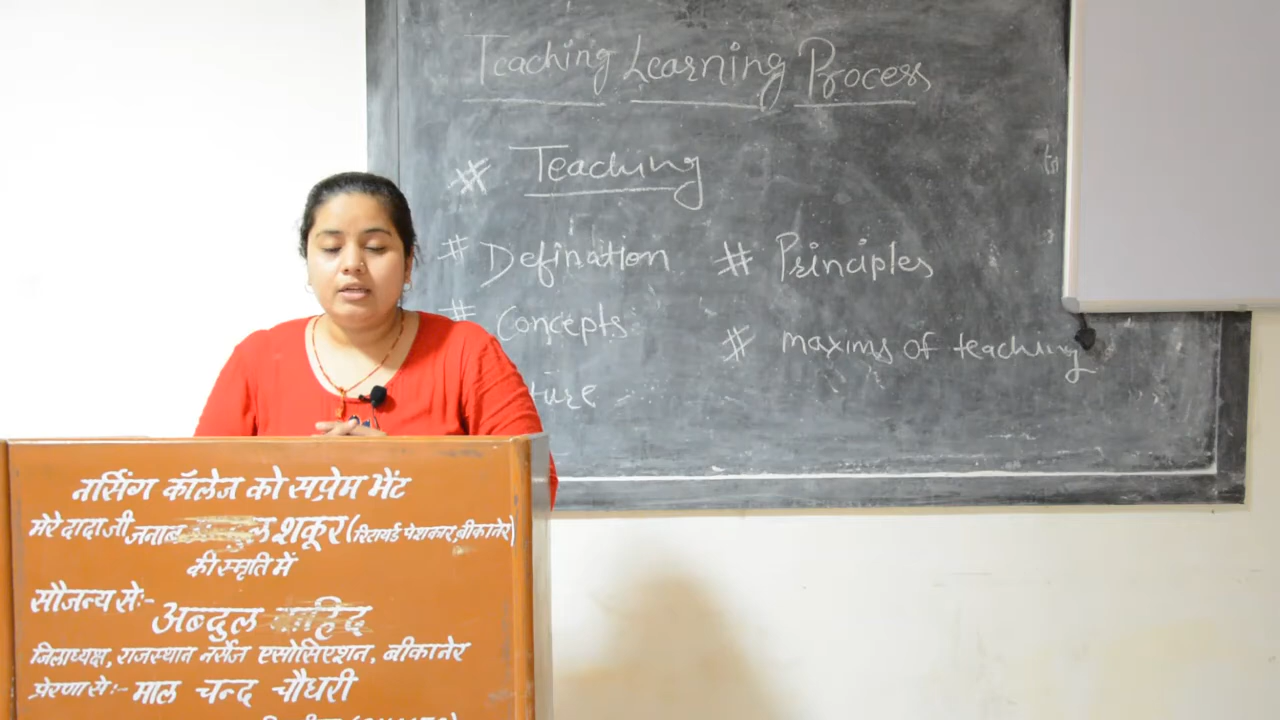 Teaching Learning Process
# Teaching
# Defination # Principles
# Concepts # maxims of teaching
ture
नर्सिंग कॉलेज को सप्रेम भेंट
मेरे दादाजी जनाब शकूर (रिटायर्ड पेशकार, बीकानेर)
की स्मृति में
सौजन्य से:-
अब्दुल वाहिद
जिलाध्यक्ष, राजस्थान नर्सेज एसोसिएशन, बीकानेर
प्रेरणा से:- माल चन्द चौधरी